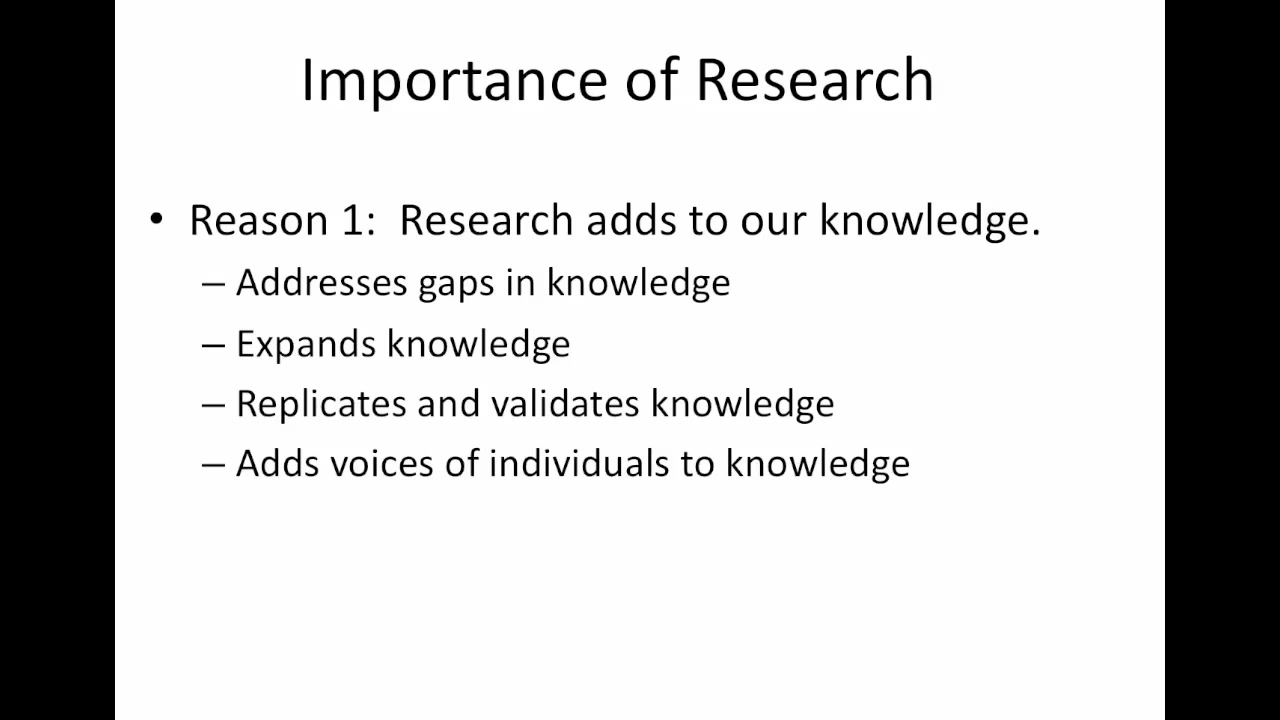 Importance of Research
• Reason 1:  Research adds to our knowledge.
– Addresses gaps in knowledge
– Expands knowledge
– Replicates and validates knowledge
– Adds voices of individuals to knowledge